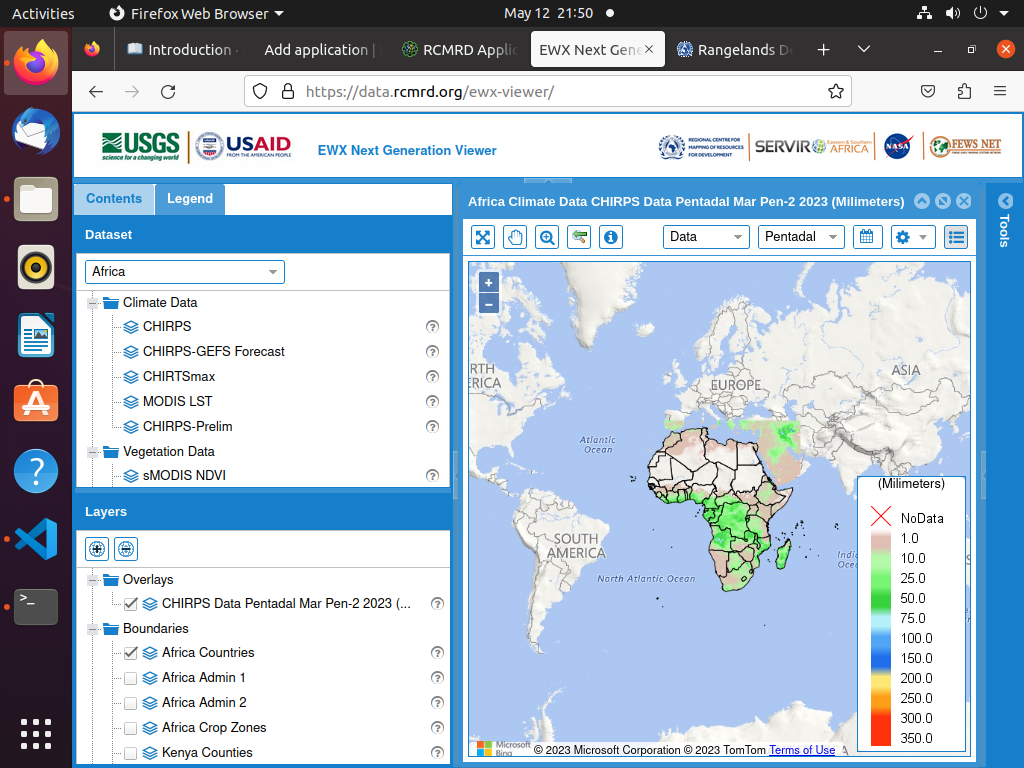 Activities
Firefox Web Browser
May 12 21:50
Introduction
Add application |
RCMRD Applic
EWX Next Gene
Rangelands De
https://data.rcmrd.org/ewx-viewer/
USGS
science for a changing world
USAID
FROM THE AMERICAN PEOPLE
EWX Next Generation Viewer
REGIONAL CENTRE FOR
MAPPING OF RESOURCES
FOR DEVELOPMENT
SERVIR
Eastern & Southern
AFRICA
NASA
FEWS NET
Contents
Legend
Dataset
Africa
Climate Data
CHIRPS
CHIRPS-GEFS Forecast
CHIRTSmax
MODIS LST
CHIRPS-Prelim
Vegetation Data
sMODIS NDVI
Layers
Overlays
CHIRPS Data Pentadal Mar Pen-2 2023 (...
Boundaries
Africa Countries
Africa Admin 1
Africa Admin 2
Africa Crop Zones
Kenya Counties
Africa Climate Data CHIRPS Data Pentadal Mar Pen-2 2023 (Milimeters)
Data
Pentadal
Tools
+
−
RTH
ERICA
EUROPE
ASIA
Atlantic
Ocean
SOUTH
AMERICA
North Atlantic Ocean
Indi
Oce
(Milimeters)
NoData
1.0
10.0
25.0
50.0
75.0
100.0
150.0
200.0
250.0
300.0
350.0
Microsoft
Bing
© 2023 Microsoft Corporation © 2023 TomTom Terms of Use